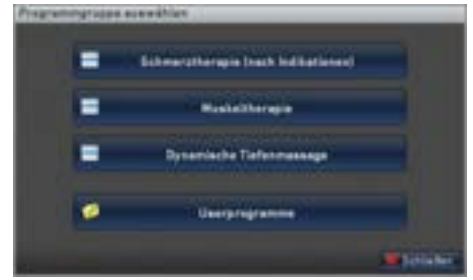 Programmgruppe auswählen
Schmerztherapie (nach Indikationen)
Muskeltherapie
Dynamische Tiefenmassage
Userprogramme
Schließen